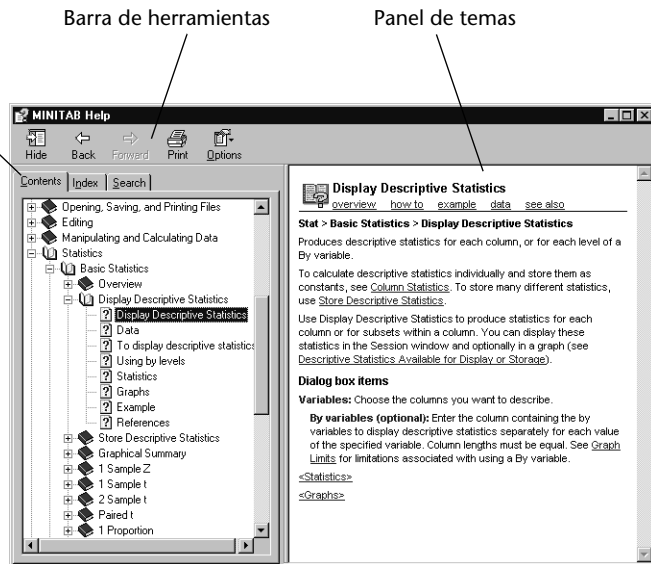 Barra de herramientas
Panel de temas
MINITAB Help
Hide Back Forward Print Options
Contents Index Search
Opening, Saving, and Printing Files
Editing
Manipulating and Calculating Data
Statistics
Basic Statistics
Overview
Display Descriptive Statistics
Display Descriptive Statistics
Data
To display descriptive statistics
Using by levels
Statistics
Graphs
Example
References
Store Descriptive Statistics
Graphical Summary
1 Sample Z
1 Sample t
2 Sample t
Paired t
1 Proportion
Display Descriptive Statistics
overview how to example data see also
Stat > Basic Statistics > Display Descriptive Statistics
Produces descriptive statistics for each column, or for each level of a
By variable.
To calculate descriptive statistics individually and store them as
constants, see Column Statistics. To store many different statistics,
use Store Descriptive Statistics.
Use Display Descriptive Statistics to produce statistics for each
column or for subsets within a column. You can display these
statistics in the Session window and optionally in a graph (see
Descriptive Statistics Available for Display or Storage).
Dialog box items
Variables: Choose the columns you want to describe.
By variables (optional): Enter the column containing the by
variables to display descriptive statistics separately for each value
of the specified variable. Column lengths must be equal. See Graph
Limits for limitations associated with using a By variable.
<Statistics>
<Graphs>